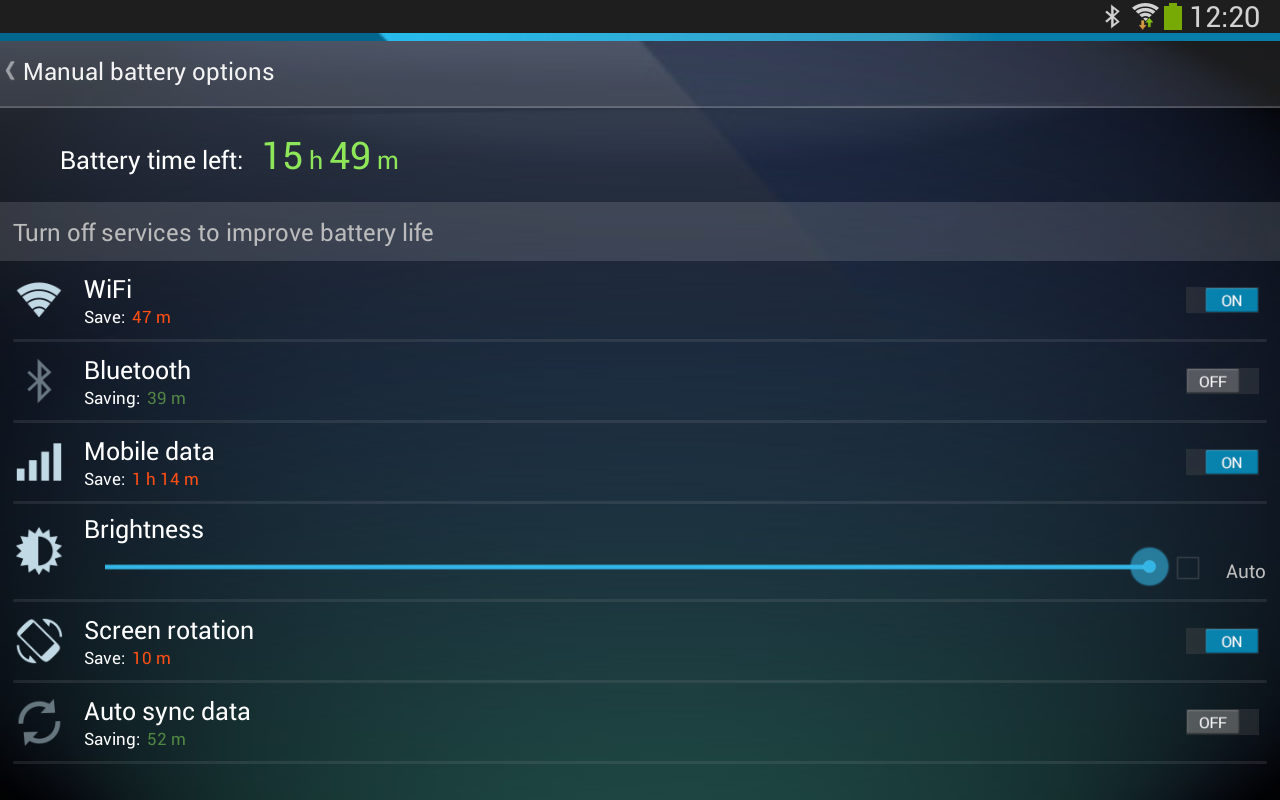 12:20
Manual battery options
Battery time left: 15 h 49 m
Turn off services to improve battery life
WiFi
Save: 47 m
ON
Bluetooth
Saving: 39 m
OFF
Mobile data
Save: 1 h 14 m
ON
Brightness
Auto
Screen rotation
Save: 10 m
ON
Auto sync data
Saving: 52 m
OFF